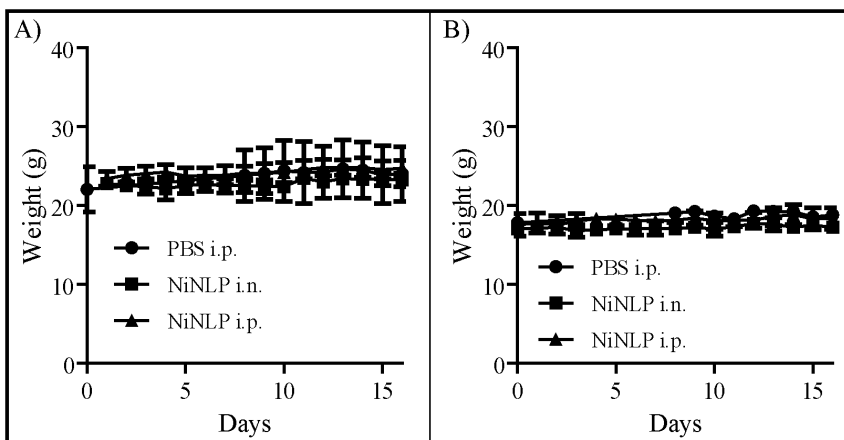 A)
40
30
20
10
0
Weight (g)
PBS i.p.
NiNLP i.n.
NiNLP i.p.
0 5 10 15
Days
B)
40
30
20
10
0
Weight (g)
PBS i.p.
NiNLP i.n.
NiNLP i.p.
0 5 10 15
Days